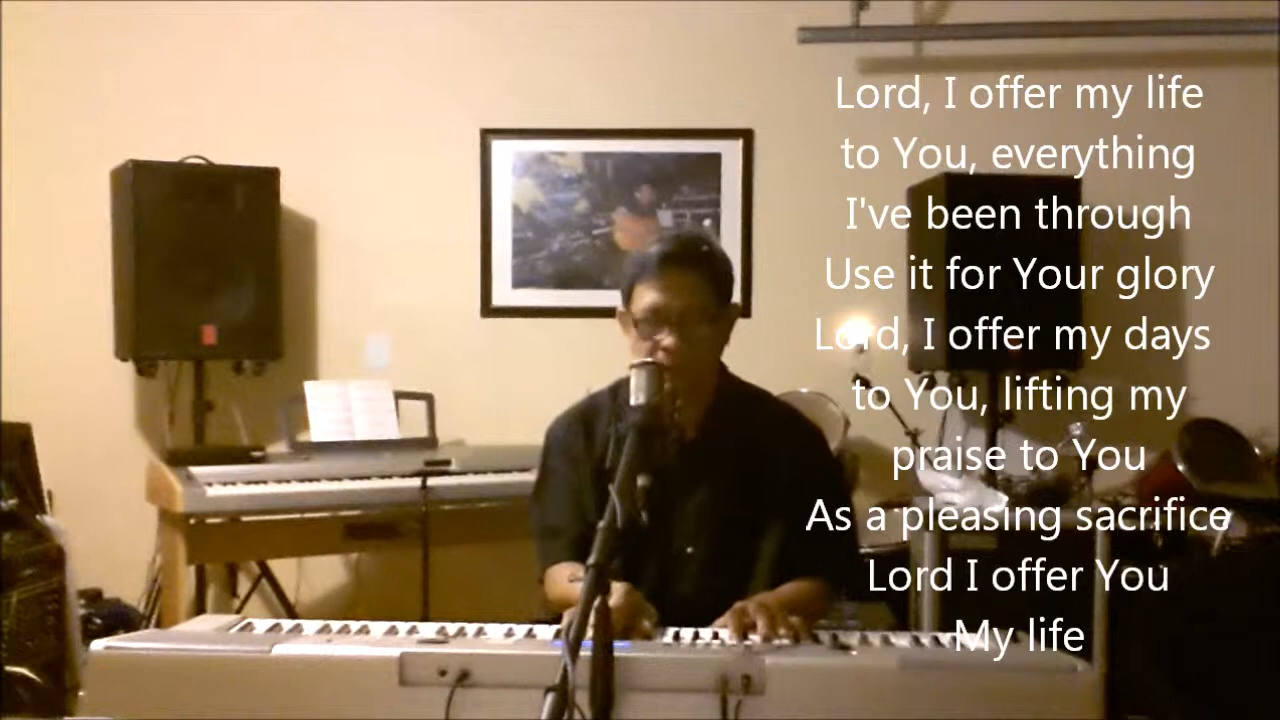 Lord, I offer my life
to You, everything
I've been through
Use it for Your glory
Lord, I offer my days
to You, lifting my
praise to You
As a pleasing sacrifice
Lord I offer You
My life